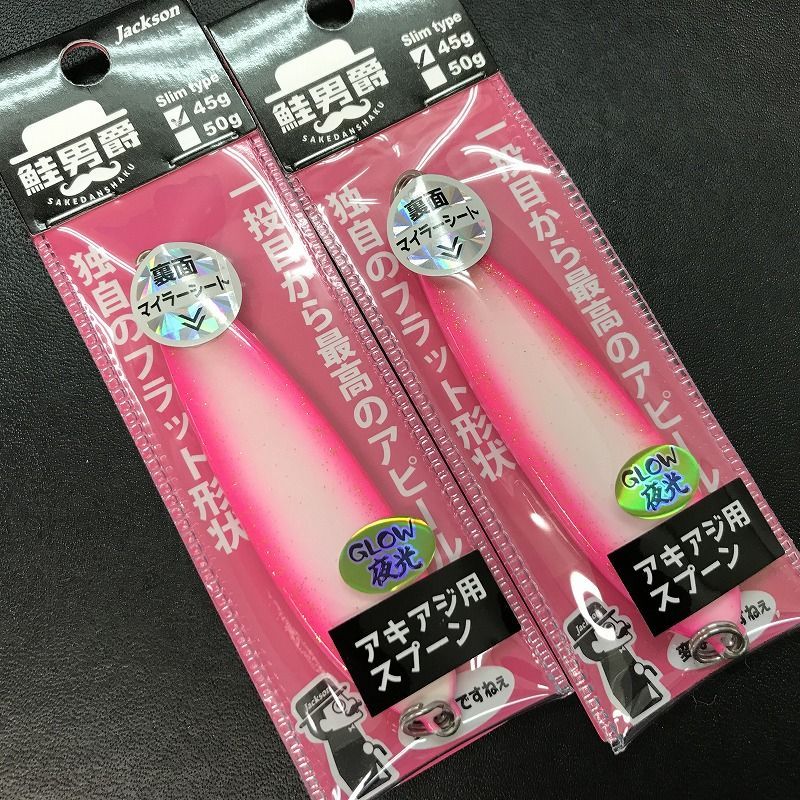 Jackson
鮭男爵
SAKEDANSHAKU
Slim type
45g
50g
裏面
マイラーシート
一投目から最高のアピール
独自のフラット形状
GLOW
夜光
アキアジ用
スプーン
Jackson
ですねぇ
鮭男爵
SAKEDANSHAKU
Slim type
45g
50g
裏面
マイラーシート
一投目から最高のアピール
独自のフラット形状
GLOW
夜光
アキアジ用
スプーン
Jackson
すねぇ